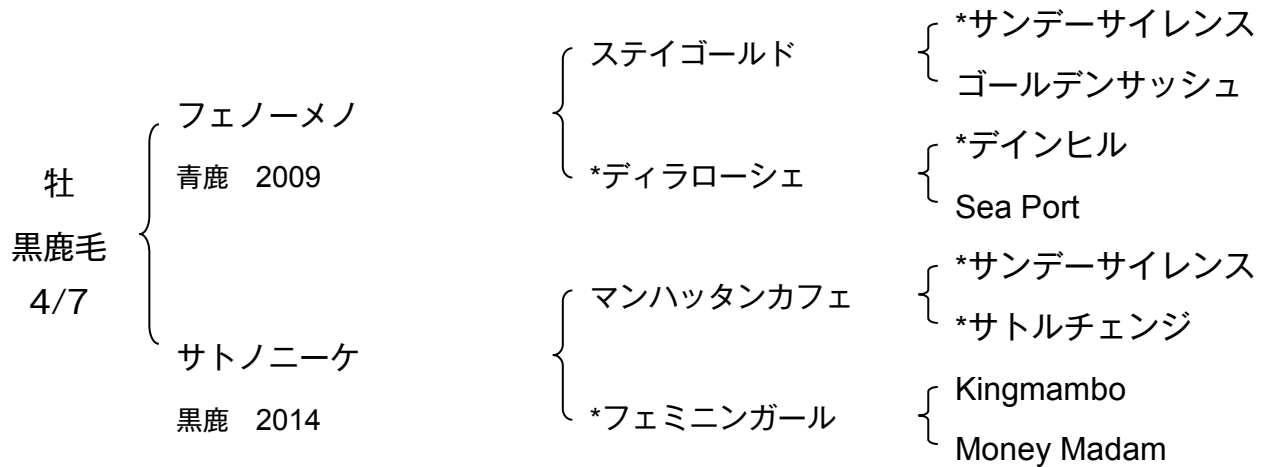 牡
黒鹿毛
4/7
フェノーメノ
青鹿　2009
サトノニーケ
黒鹿　2014
ステイゴールド
*ディラローシェ
マンハッタンカフェ
*フェミニンガール
*サンデーサイレンス
ゴールデンサッシュ
*デインヒル
Sea Port
*サンデーサイレンス
*サトルチェンジ
Kingmambo
Money Madam